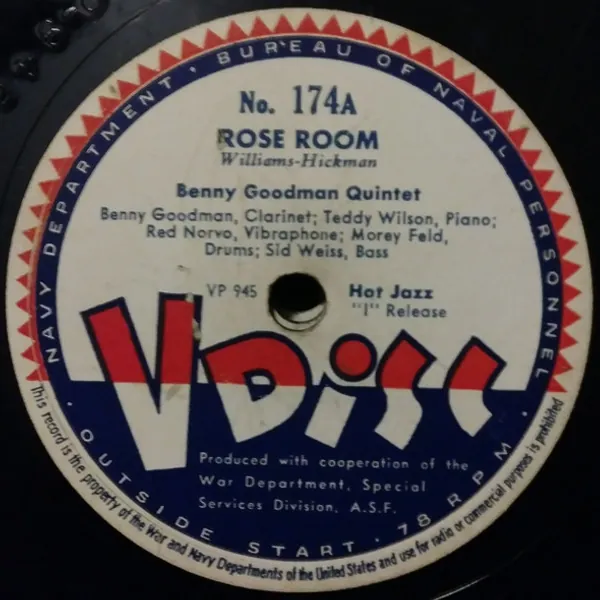 NAVY DEPARTMENT · BUREAU OF NAVAL PERSONNEL
No. 174A
ROSE ROOM
Williams-Hickman
Benny Goodman Quintet
Benny Goodman, Clarinet; Teddy Wilson, Piano;
Red Norvo, Vibraphone; Morey Feld,
Drums; Sid Weiss, Bass
VP 945
Hot Jazz
"I" Release
V DiSC
Produced with cooperation of the
War Department, Special
Services Division, A.S.F.
· OUTSIDE START · 78 RPM ·
This record is the property of the War and Navy Departments of the United States and use for radio or commercial purposes is prohibited